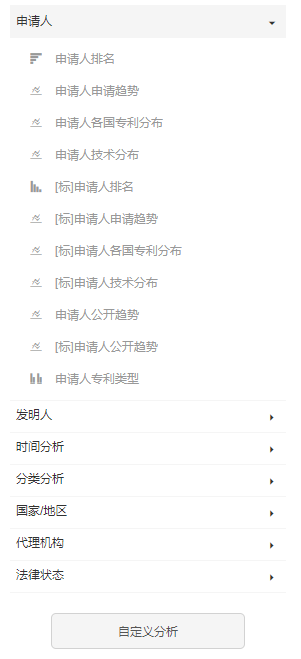 申请人
申请人排名
申请人申请趋势
申请人各国专利分布
申请人技术分布
[标]申请人排名
[标]申请人申请趋势
[标]申请人各国专利分布
[标]申请人技术分布
申请人公开趋势
[标]申请人公开趋势
申请人专利类型
发明人
时间分析
分类分析
国家/地区
代理机构
法律状态
自定义分析